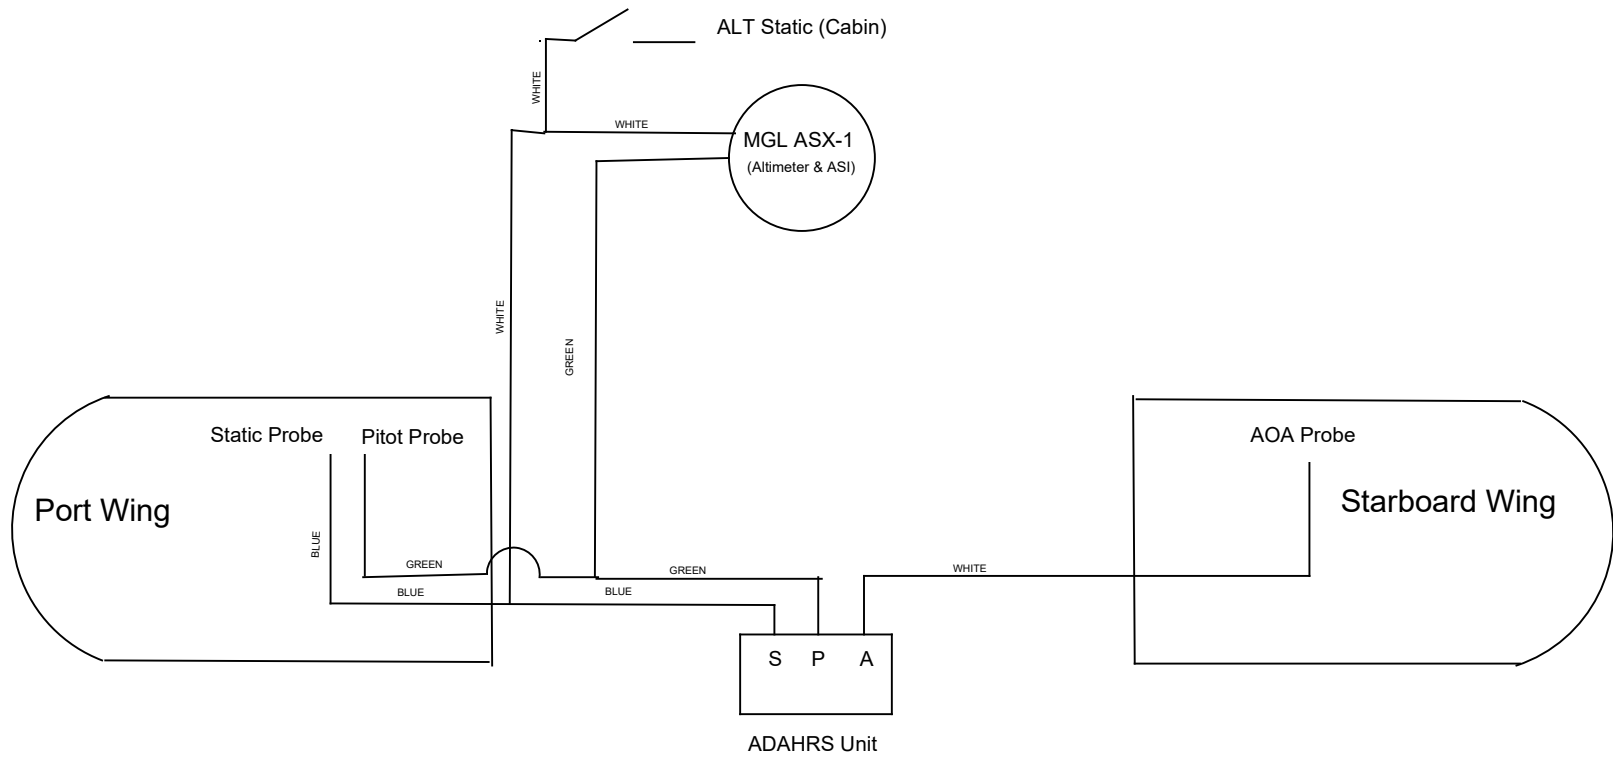 ALT Static (Cabin)
WHITE
WHITE
MGL ASX-1
(Altimeter & ASI)
WHITE
GREEN
Static Probe
Pitot Probe
AOA Probe
Port Wing
Starboard Wing
BLUE
GREEN
GREEN
WHITE
BLUE
BLUE
S P A
ADAHRS Unit